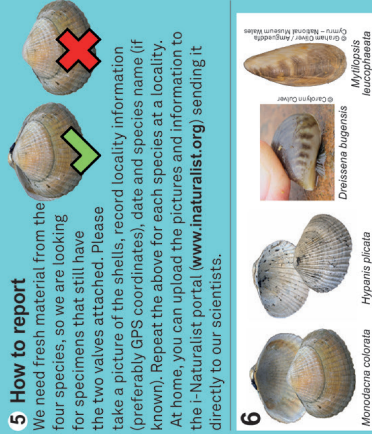 5 How to report
We need fresh material from the
four species, so we are looking
for specimens that still have
the two valves attached. Please
take a picture of the shells, record locality information
(preferably GPS coordinates), date and species name (if
known). Repeat the above for each species at a locality.
At home, you can upload the pictures and information to
the i-Naturalist portal (www.inaturalist.org) sending it
directly to our scientists.
6
Monodacna colorata
Hypanis plicata
© Carolynn Culver
Dreissena bugensis
© Graham Oliver / Amgueddfa
Cymru – National Museum Wales
Mytilopsis
leucophaeata